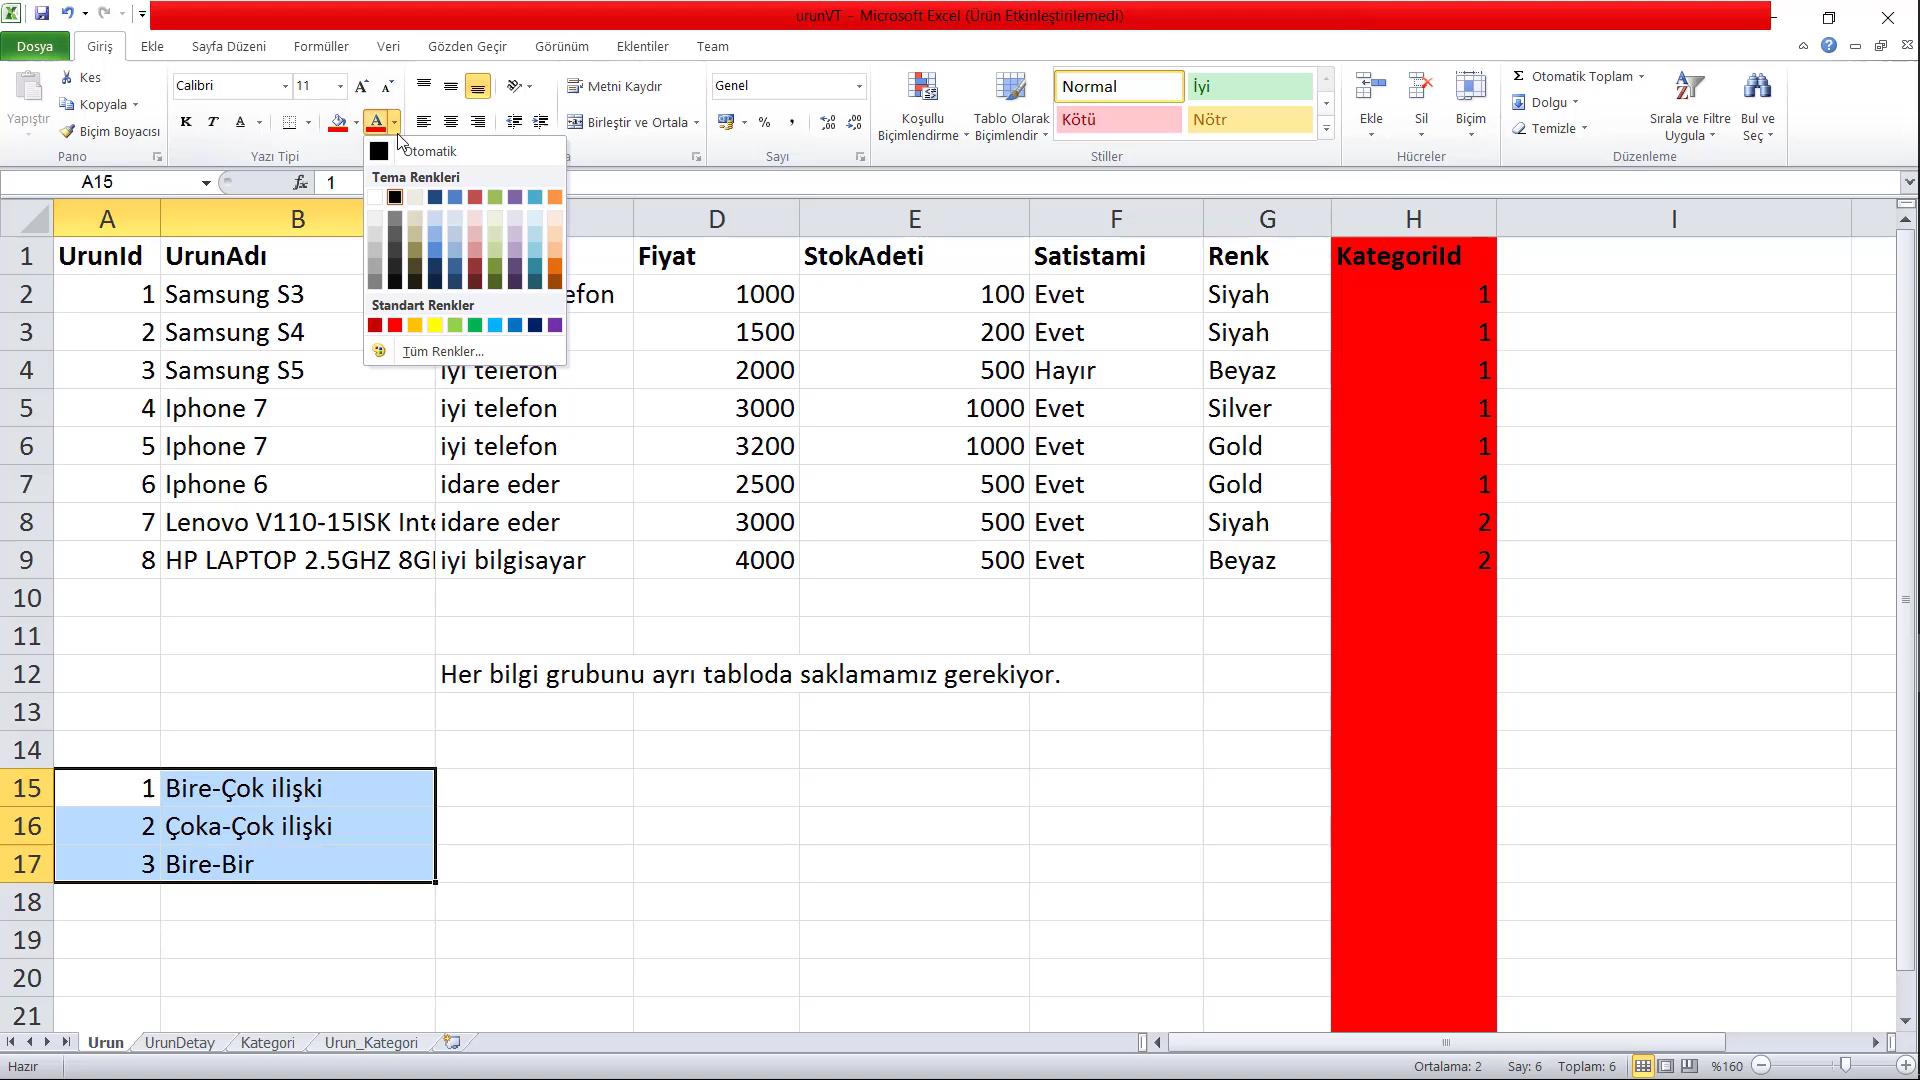 urunVT - Microsoft Excel (Ürün Etkinleştirilemedi)
Dosya Giriş Ekle Sayfa Düzeni Formüller Veri Gözden Geçir Görünüm Eklentiler Team
Yapıştır
Kes
Kopyala
Biçim Boyacısı
Pano
Calibri 11
K T A
Yazı Tipi
Metni Kaydır
Birleştir ve Ortala
Genel
Sayı
Koşullu Biçimlendirme
Tablo Olarak Biçimlendir
Normal İyi
Kötü Nötr
Stiller
Ekle Sil Biçim
Hücreler
Σ Otomatik Toplam
Dolgu
Temizle
Sırala ve Filtre Uygula
Bul ve Seç
Düzenleme
A15 fx 1
Otomatik
Tema Renkleri
Standart Renkler
Tüm Renkler...
A B D E F G H I
1 UrunId UrunAdı Fiyat StokAdeti Satistami Renk KategoriId
2 1 Samsung S3 efon 1000 100 Evet Siyah 1
3 2 Samsung S4 1500 200 Evet Siyah 1
4 3 Samsung S5 iyi telefon 2000 500 Hayır Beyaz 1
5 4 Iphone 7 iyi telefon 3000 1000 Evet Silver 1
6 5 Iphone 7 iyi telefon 3200 1000 Evet Gold 1
7 6 Iphone 6 idare eder 2500 500 Evet Gold 1
8 7 Lenovo V110-15ISK Inte idare eder 3000 500 Evet Siyah 2
9 8 HP LAPTOP 2.5GHZ 8GI iyi bilgisayar 4000 500 Evet Beyaz 2
10
11
12 Her bilgi grubunu ayrı tabloda saklamamız gerekiyor.
13
14
15 1 Bire-Çok ilişki
16 2 Çoka-Çok ilişki
17 3 Bire-Bir
18
19
20
21
Urun UrunDetay Kategori Urun_Kategori
Hazır Ortalama: 2 Say: 6 Toplam: 6 %160